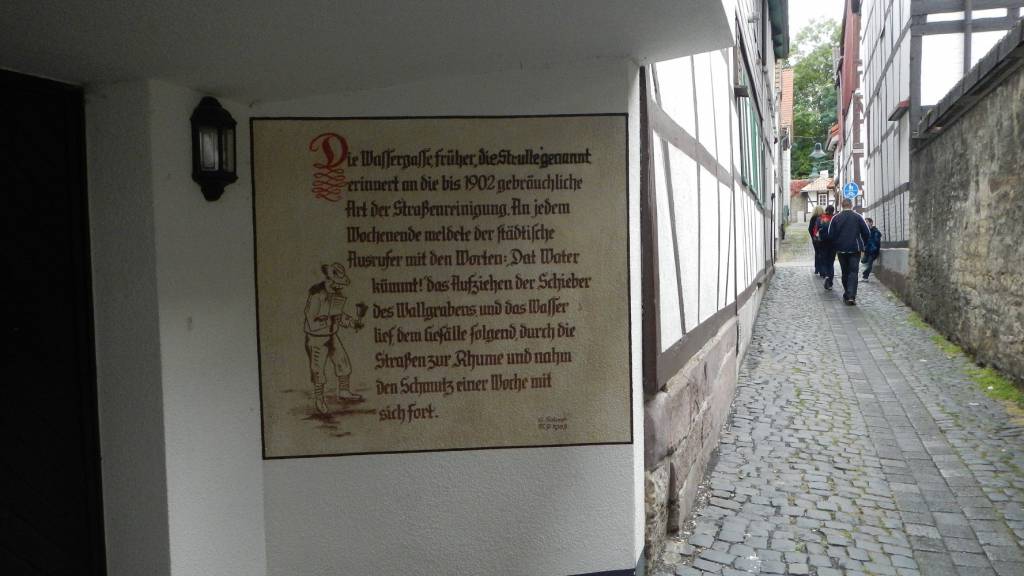 Die Wassergasse, früher, die Strulle' genannt
erinnert an die bis 1902 gebräuchliche
Art der Straßenreinigung. An jedem
Wochenende meldete der städtische
Ausrufer mit den Worten: „Dat Water
kümmt!" das Aufziehen der Schieber
des Wallgrabens und das Wasser
lief, dem Gefälle folgend, durch die
Straßen zur Rhume und nahm
den Schmutz einer Woche mit
sich fort.